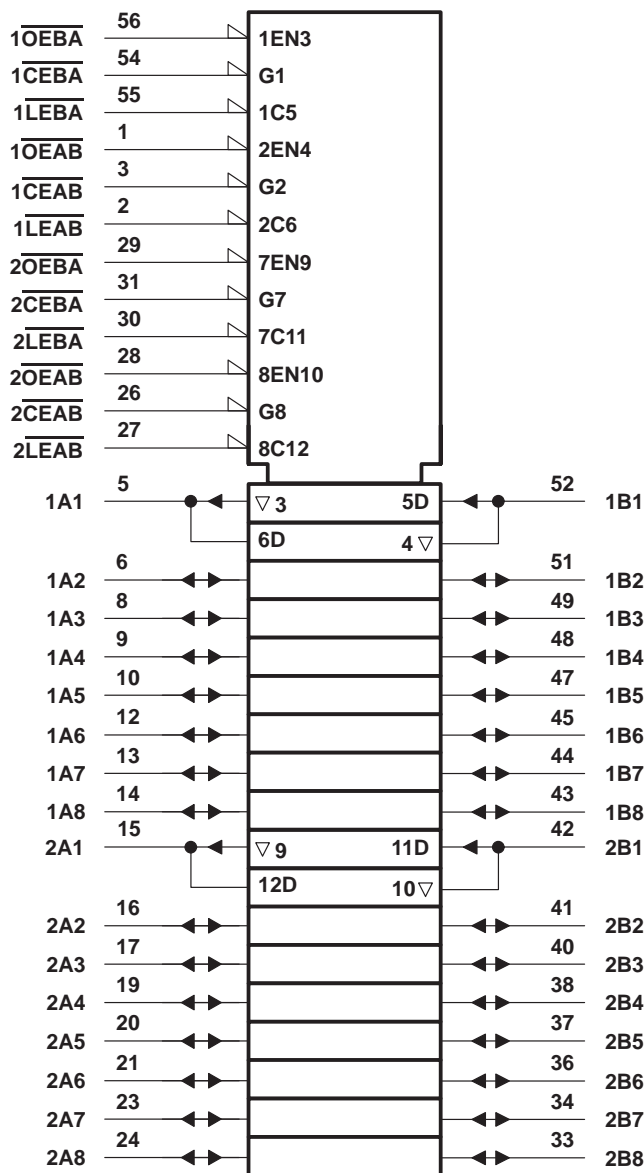 1OEBA 56 1EN3
1CEBA 54 G1
1LEBA 55 1C5
1OEAB 1 2EN4
1CEAB 3 G2
1LEAB 2 2C6
2OEBA 29 7EN9
2CEBA 31 G7
2LEBA 30 7C11
2OEAB 28 8EN10
2CEAB 26 G8
2LEAB 27 8C12
1A1 5 ▽ 3 5D 52 1B1
6D 4 ▽
1A2 6 51 1B2
1A3 8 49 1B3
1A4 9 48 1B4
1A5 10 47 1B5
1A6 12 45 1B6
1A7 13 44 1B7
1A8 14 43 1B8
2A1 15 ▽ 9 11D 42 2B1
12D 10 ▽
2A2 16 41 2B2
2A3 17 40 2B3
2A4 19 38 2B4
2A5 20 37 2B5
2A6 21 36 2B6
2A7 23 34 2B7
2A8 24 33 2B8